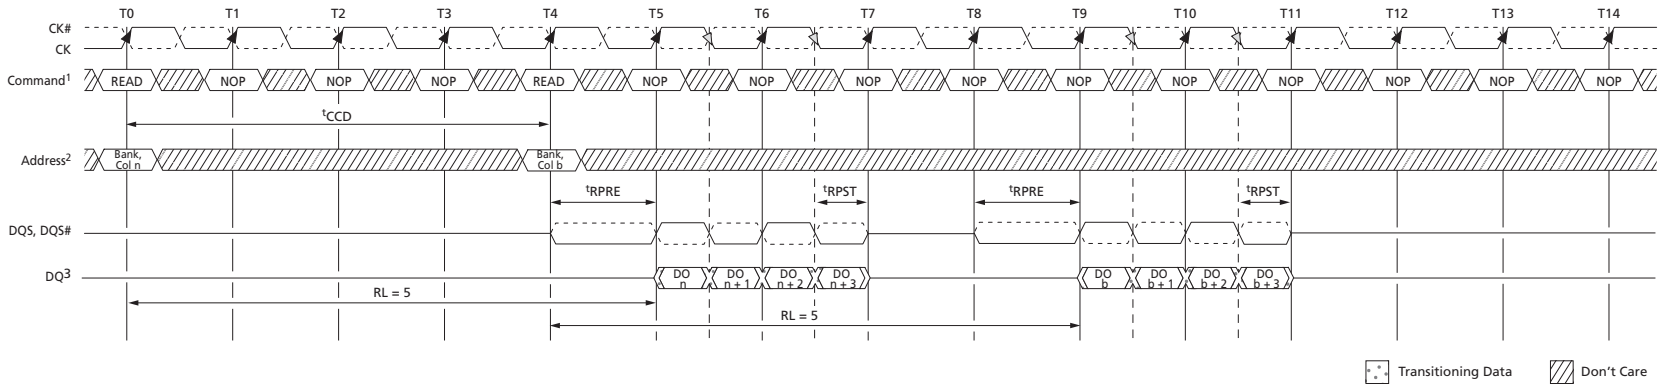 T0 T1 T2 T3 T4 T5 T6 T7 T8 T9 T10 T11 T12 T13 T14
CK#
CK
Command1 READ NOP NOP NOP READ NOP NOP NOP NOP NOP NOP NOP NOP NOP NOP
tCCD
Address2 Bank, Col n Bank, Col b
tRPRE tRPST tRPRE tRPST
DQS, DQS#
DQ3 DO n DO n + 1 DO n + 2 DO n + 3 DO b DO b + 1 DO b + 2 DO b + 3
RL = 5
RL = 5
Transitioning Data Don't Care